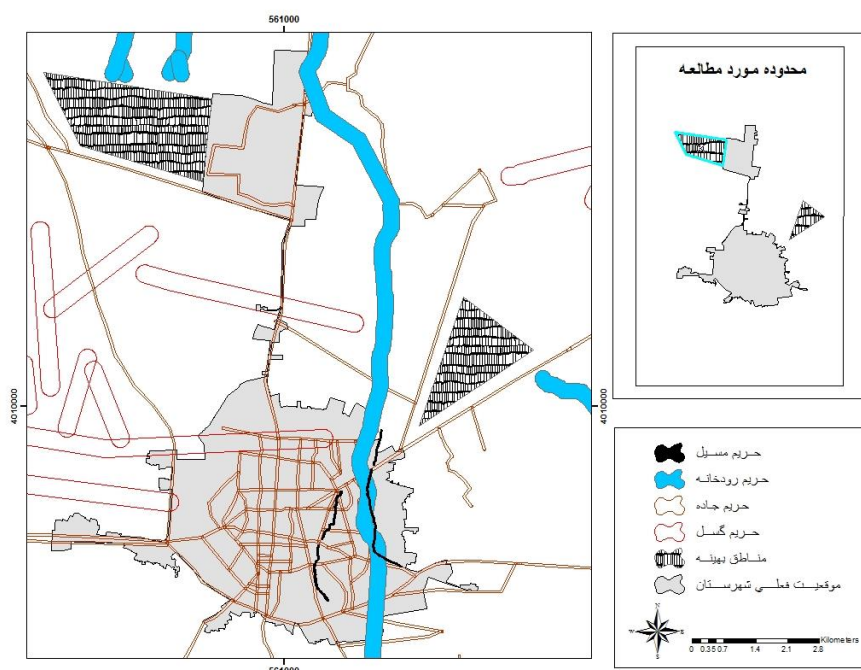 561000
محدوده مورد مطالعه
4010000
4010000
حریم مسیل
حریم رودخانه
حریم جاده
حریم گسل
مناطق بهینه
موقعیت فعلی شهرستان
N
W E
S
Kilometers
0 0.35 0.7 1.4 2.1 2.8
561000